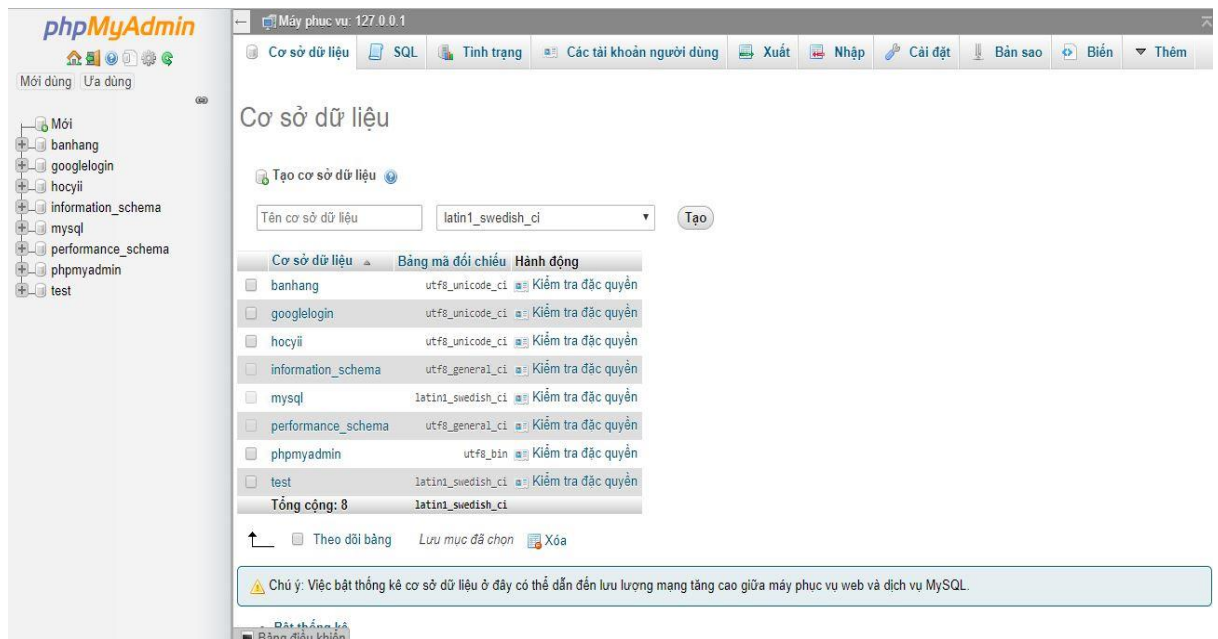 phpMyAdmin
Mới dùng Ưa dùng
Mới
banhang
googlelogin
hocyii
information_schema
mysql
performance_schema
phpmyadmin
test
Máy phục vụ: 127.0.0.1
Cơ sở dữ liệu SQL Tình trạng Các tài khoản người dùng Xuất Nhập Cài đặt Bản sao Biến Thêm
Cơ sở dữ liệu
Tạo cơ sở dữ liệu
Tên cơ sở dữ liệu latin1_swedish_ci Tạo
Cơ sở dữ liệu Bảng mã đối chiếu Hành động
banhang utf8_unicode_ci Kiểm tra đặc quyền
googlelogin utf8_unicode_ci Kiểm tra đặc quyền
hocyii utf8_unicode_ci Kiểm tra đặc quyền
information_schema utf8_general_ci Kiểm tra đặc quyền
mysql latin1_swedish_ci Kiểm tra đặc quyền
performance_schema utf8_general_ci Kiểm tra đặc quyền
phpmyadmin utf8_bin Kiểm tra đặc quyền
test latin1_swedish_ci Kiểm tra đặc quyền
Tổng cộng: 8 latin1_swedish_ci
Theo dõi bảng Lưu mục đã chọn Xóa
Chú ý: Việc bật thống kê cơ sở dữ liệu ở đây có thể dẫn đến lưu lượng mạng tăng cao giữa máy phục vụ web và dịch vụ MySQL.
Bật thống kê
Bảng điều khiển